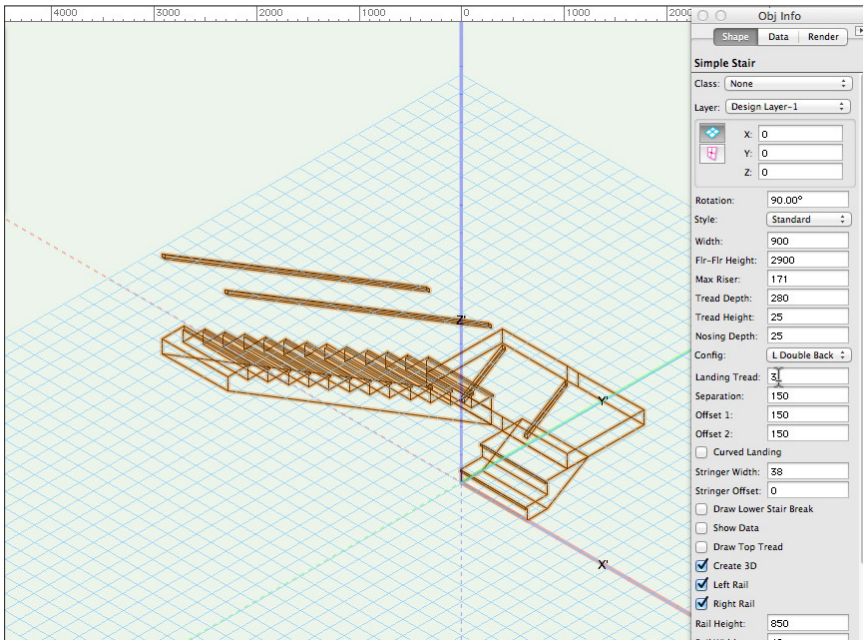 4000 3000 2000 1000 0 1000 2000
Obj Info
Shape Data Render
Simple Stair
Class: None
Layer: Design Layer-1
X: 0
Y: 0
Z: 0
Rotation: 90.00°
Style: Standard
Width: 900
Flr-Flr Height: 2900
Max Riser: 171
Tread Depth: 280
Tread Height: 25
Nosing Depth: 25
Config: L Double Back
Landing Tread: 3
Separation: 150
Offset 1: 150
Offset 2: 150
Curved Landing
Stringer Width: 38
Stringer Offset: 0
Draw Lower Stair Break
Show Data
Draw Top Tread
Create 3D
Left Rail
Right Rail
Rail Height: 850
Z'
Y'
X'